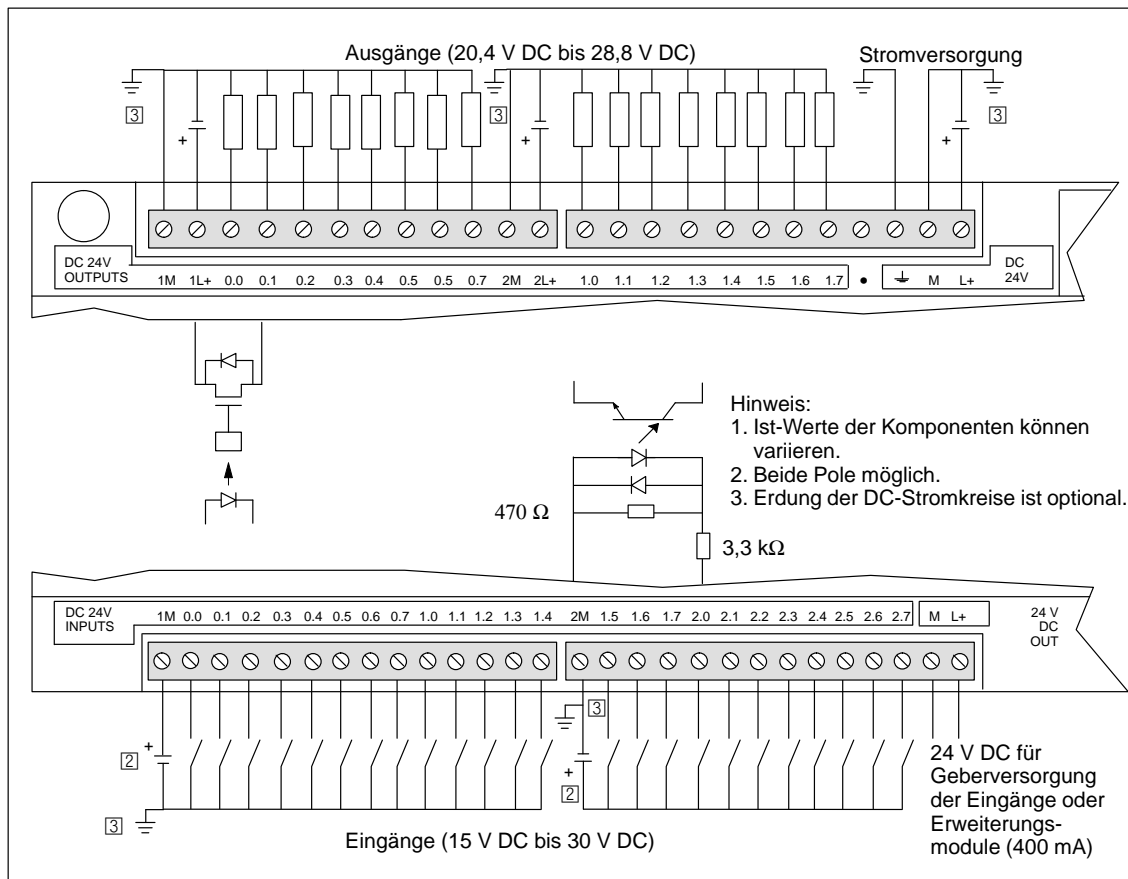 Ausgänge (20,4 V DC bis 28,8 V DC)
Stromversorgung
3
3
3
+
+
+
DC 24V
OUTPUTS
1M 1L+ 0.0 0.1 0.2 0.3 0.4 0.5 0.5 0.7 2M 2L+ 1.0 1.1 1.2 1.3 1.4 1.5 1.6 1.7 • ⏚ M L+
DC
24V
Hinweis:
1. Ist-Werte der Komponenten können
variieren.
2. Beide Pole möglich.
3. Erdung der DC-Stromkreise ist optional.
470 Ω
3,3 kΩ
DC 24V
INPUTS
1M 0.0 0.1 0.2 0.3 0.4 0.5 0.6 0.7 1.0 1.1 1.2 1.3 1.4 2M 1.5 1.6 1.7 2.0 2.1 2.2 2.3 2.4 2.5 2.6 2.7 M L+
24 V
DC
OUT
3
+
2
+
2
3
24 V DC für
Geberversorgung
der Eingänge oder
Erweiterungs-
module (400 mA)
Eingänge (15 V DC bis 30 V DC)